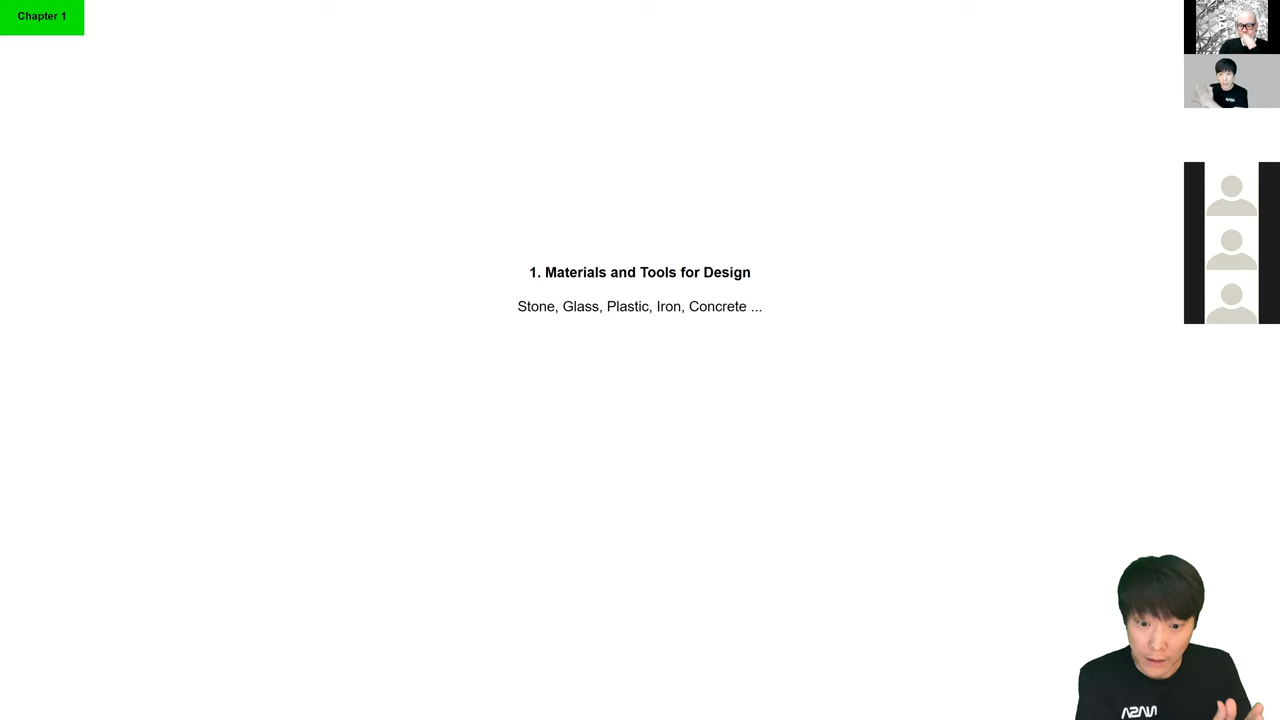 Chapter 1
1. Materials and Tools for Design
Stone, Glass, Plastic, Iron, Concrete ...